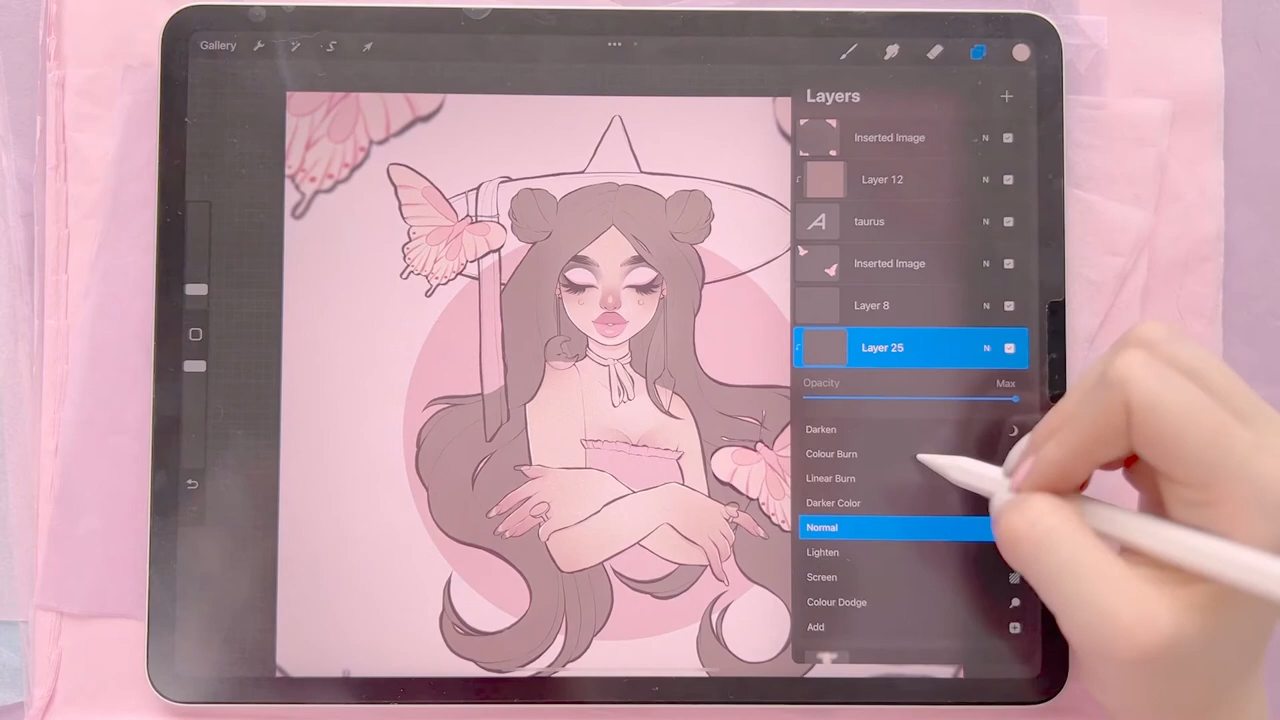 Gallery
Layers
Inserted Image N
Layer 12 N
A taurus N
Inserted Image N
Layer 8 N
Layer 25 N
Opacity Max
Darken
Colour Burn
Linear Burn
Darker Color
Normal
Lighten
Screen
Colour Dodge
Add